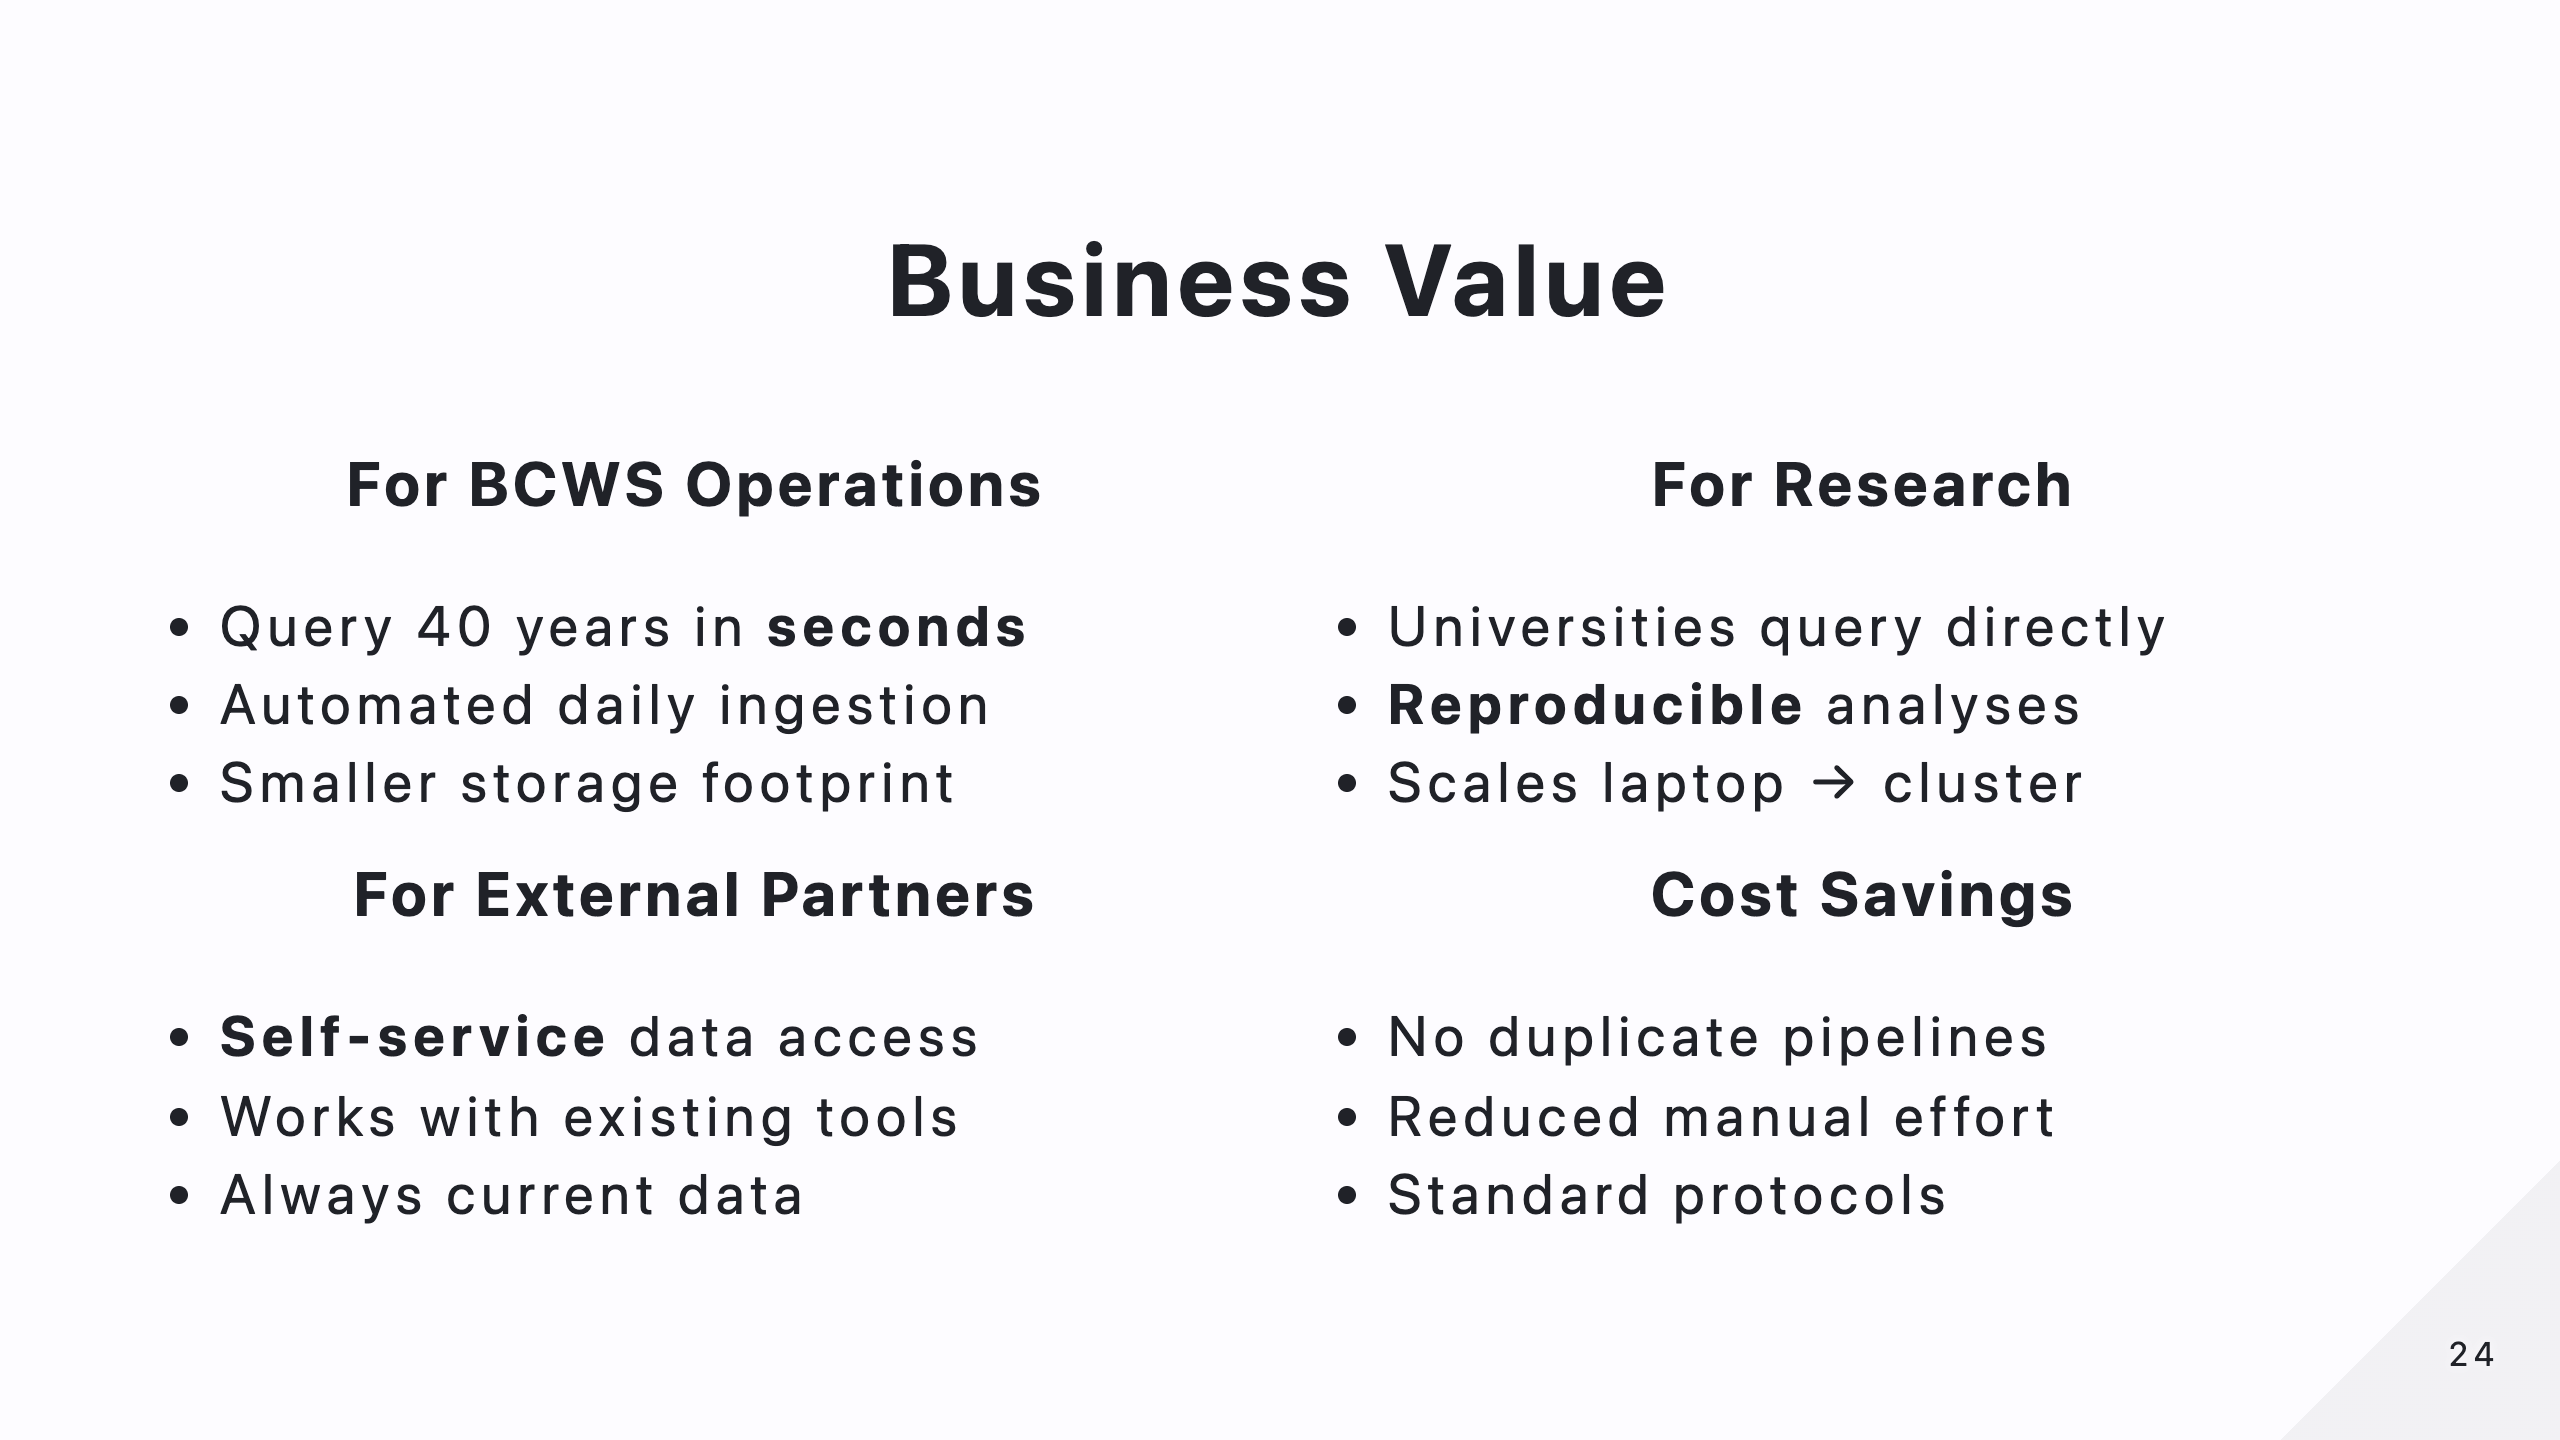 Business Value
For BCWS Operations
• Query 40 years in seconds
• Automated daily ingestion
• Smaller storage footprint
For External Partners
• Self-service data access
• Works with existing tools
• Always current data
For Research
• Universities query directly
• Reproducible analyses
• Scales laptop → cluster
Cost Savings
• No duplicate pipelines
• Reduced manual effort
• Standard protocols
24